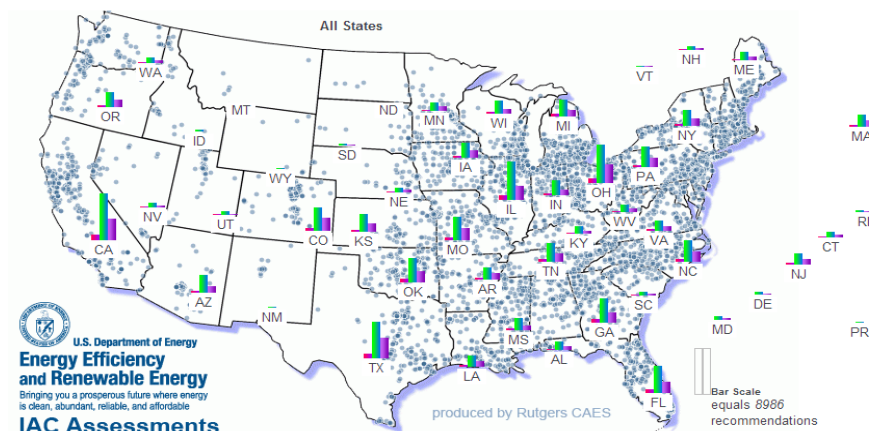 All States
WA
OR
MT
ID
ND
MN
WI
MI
VT
NH
ME
NY
MA
SD
WY
IA
NE
IL
IN
OH
PA
NV
UT
CO
KS
MO
KY
WV
VA
CT
CA
AZ
NM
OK
AR
TN
NC
NJ
SC
DE
MD
PR
TX
LA
MS
AL
GA
FL
U.S. Department of Energy
Energy Efficiency
and Renewable Energy
Bringing you a prosperous future where energy
is clean, abundant, reliable, and affordable
IAC Assessments
produced by Rutgers CAES
Bar Scale
equals 8986
recommendations